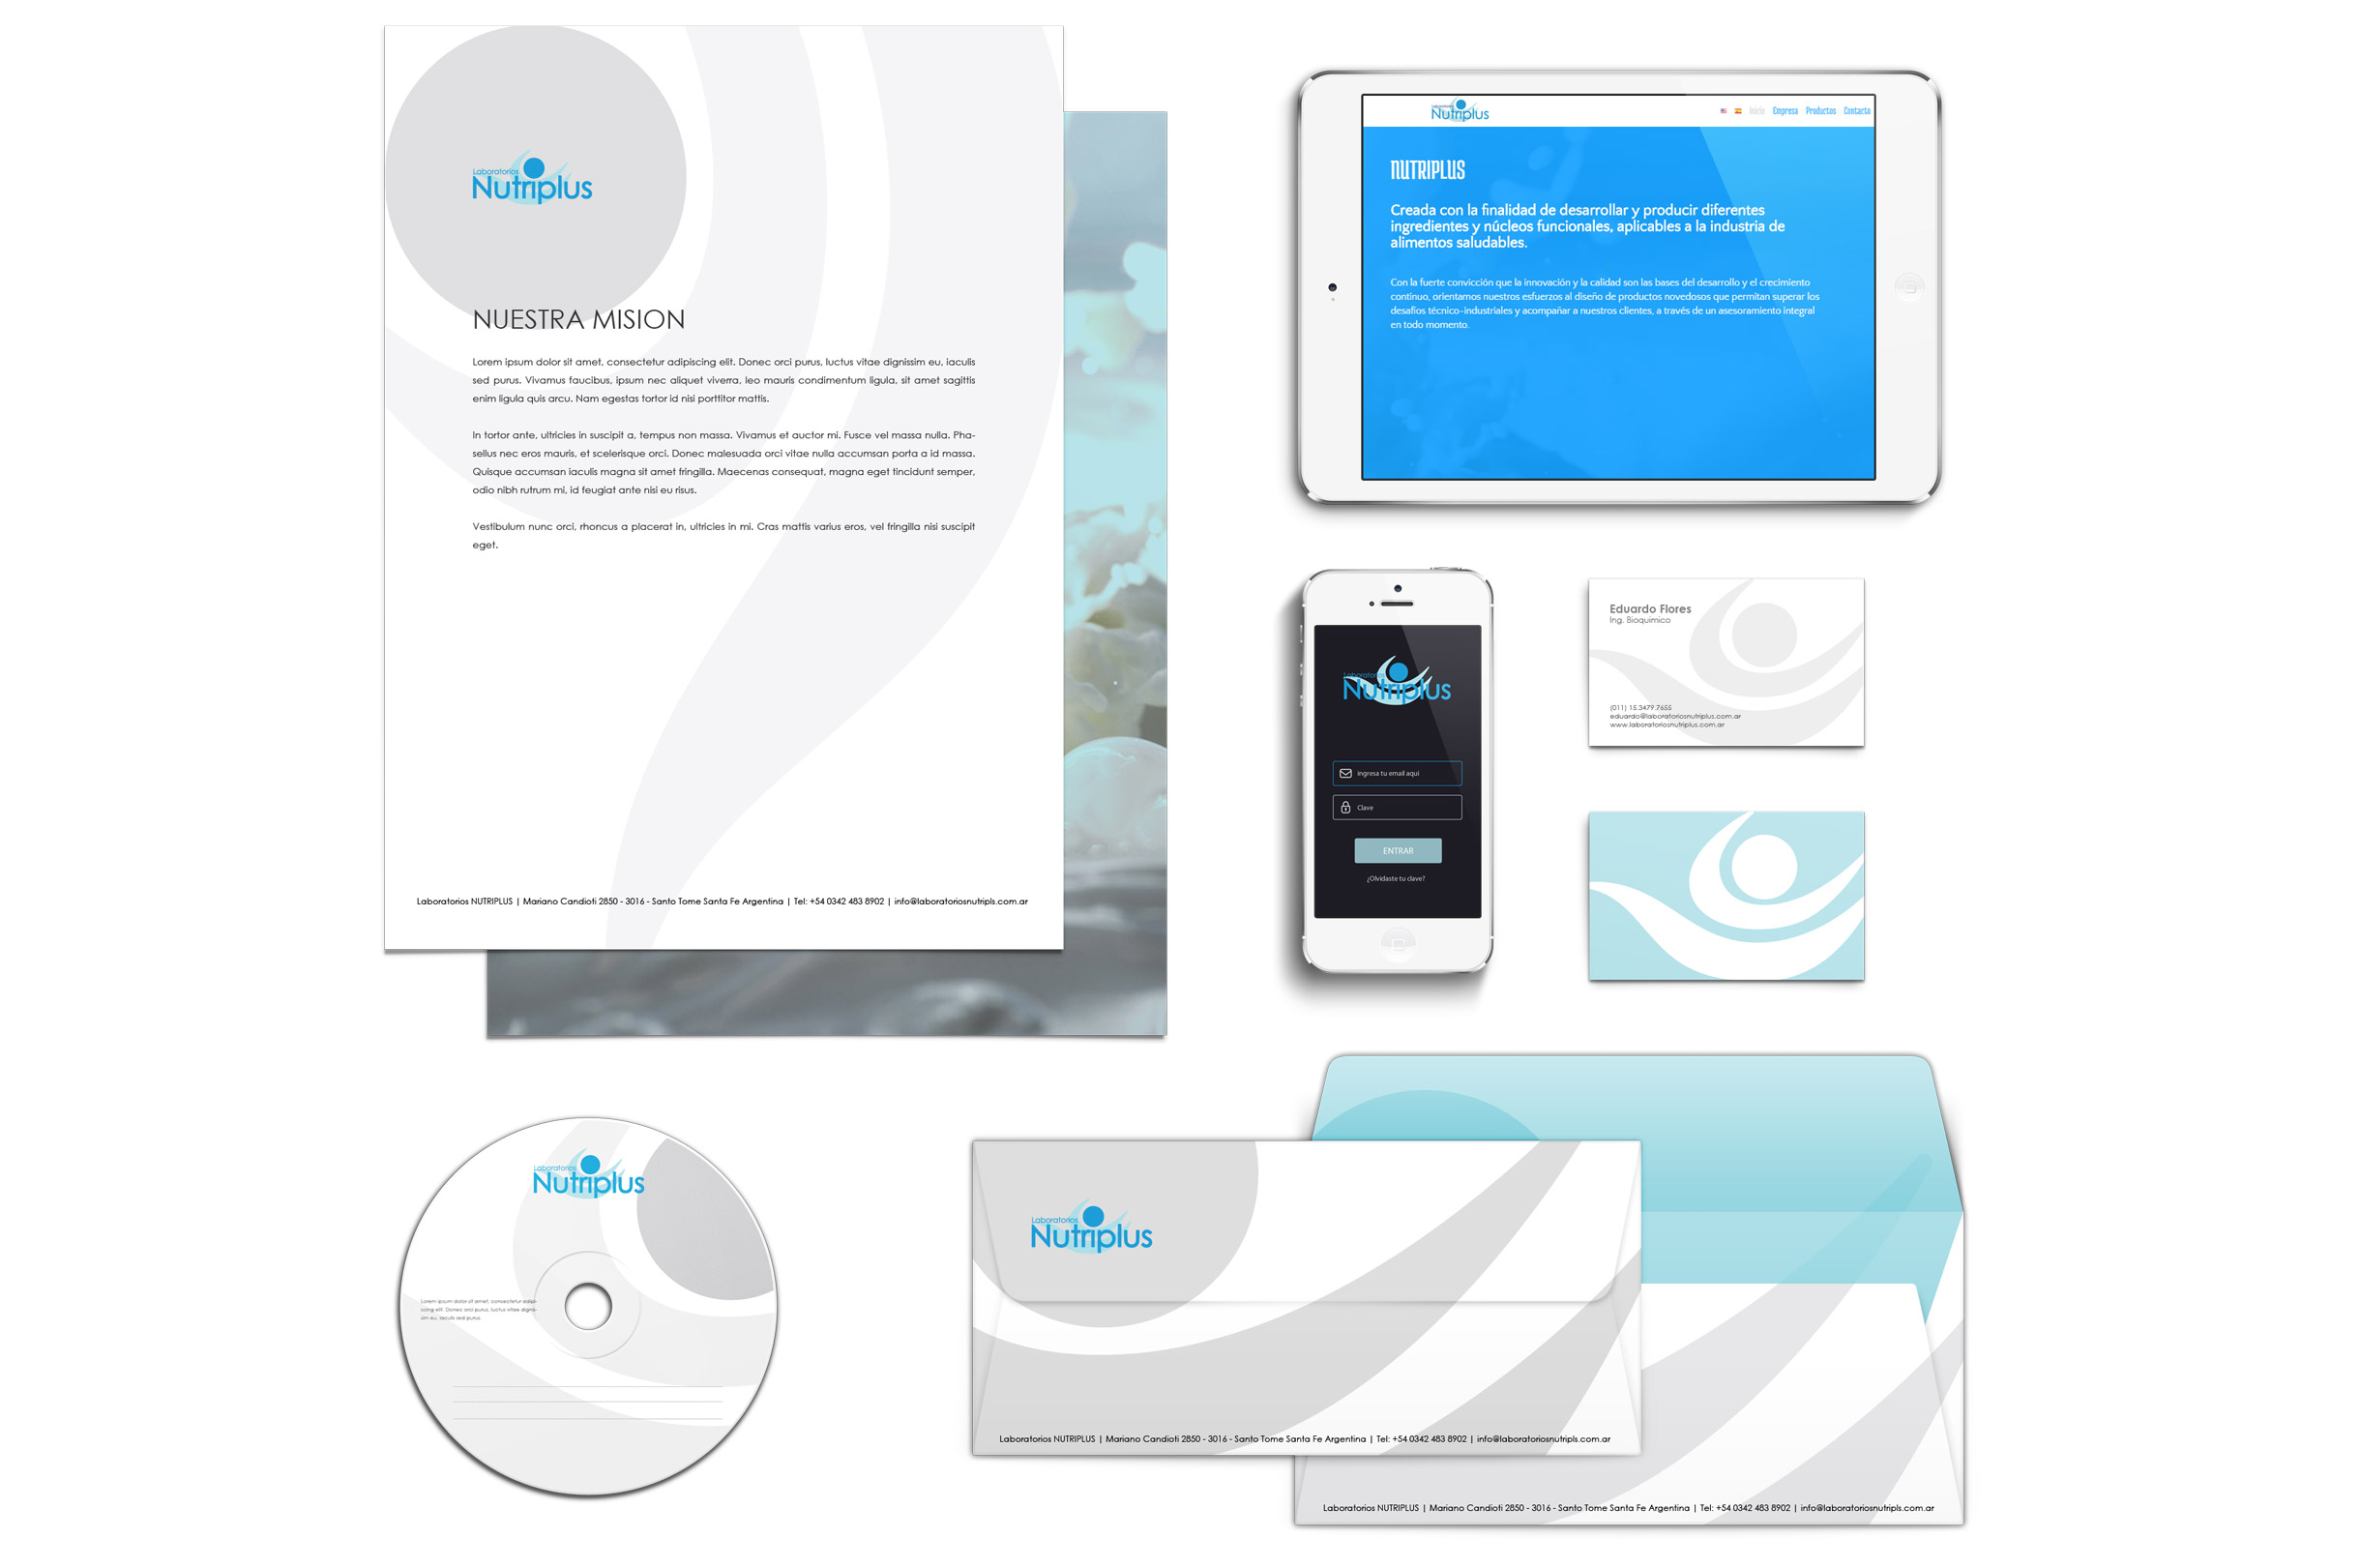 Laboratorios
Nutriplus
NUESTRA MISION
Lorem ipsum dolor sit amet, consectetur adipiscing elit. Donec orci purus, luctus vitae dignissim eu, iaculis
sed purus. Vivamus faucibus, ipsum nec aliquet viverra, leo mauris condimentum ligula, sit amet sagittis
enim ligula quis arcu. Nam egestas tortor id nisi porttitor mattis.
In tortor ante, ultricies in suscipit a, tempus non massa. Vivamus et auctor mi. Fusce vel massa nulla. Pha-
sellus nec eros mauris, et scelerisque orci. Donec malesuada orci vitae nulla accumsan porta a id massa.
Quisque accumsan iaculis magna sit amet fringilla. Maecenas consequat, magna eget tincidunt semper,
odio nibh rutrum mi, id feugiat ante nisi eu risus.
Vestibulum nunc orci, rhoncus a placerat in, ultricies in mi. Cras mattis varius eros, vel fringilla nisi suscipit
eget.
Laboratorios NUTRIPLUS | Mariano Candioti 2850 - 3016 - Santo Tome Santa Fe Argentina | Tel: +54 0342 483 8902 | info@laboratoriosnutripls.com.ar
Laboratorios
Nutriplus
Inicio Empresa Productos Contacto
NUTRIPLUS
Creada con la finalidad de desarrollar y producir diferentes
ingredientes y núcleos funcionales, aplicables a la industria de
alimentos saludables.
Con la fuerte convicción que la innovación y la calidad son las bases del desarrollo y el crecimiento
contínuo, orientamos nuestros esfuerzos al diseño de productos novedosos que permitan superar los
desafíos técnico-industriales y acompañar a nuestros clientes, a través de un asesoramiento integral
en todo momento.
Laboratorios
Nutriplus
ingresa tu email aqui
Clave
ENTRAR
¿Olvidaste tu clave?
Eduardo Flores
Ing. Bioquimico
(011) 15.3479.7655
eduardo@laboratoriosnutriplus.com.ar
www.laboratoriosnutriplus.com.ar
Laboratorios
Nutriplus
Lorem ipsum dolor sit amet, consectetur adipi-
scing elit. Donec orci purus, luctus vitae dignis-
sim eu, iaculis sed purus.
Laboratorios
Nutriplus
Laboratorios NUTRIPLUS | Mariano Candioti 2850 - 3016 - Santo Tome Santa Fe Argentina | Tel: +54 0342 483 8902 | info@laboratoriosnutripls.com.ar
Laboratorios NUTRIPLUS | Mariano Candioti 2850 - 3016 - Santo Tome Santa Fe Argentina | Tel: +54 0342 483 8902 | info@laboratoriosnutripls.com.ar